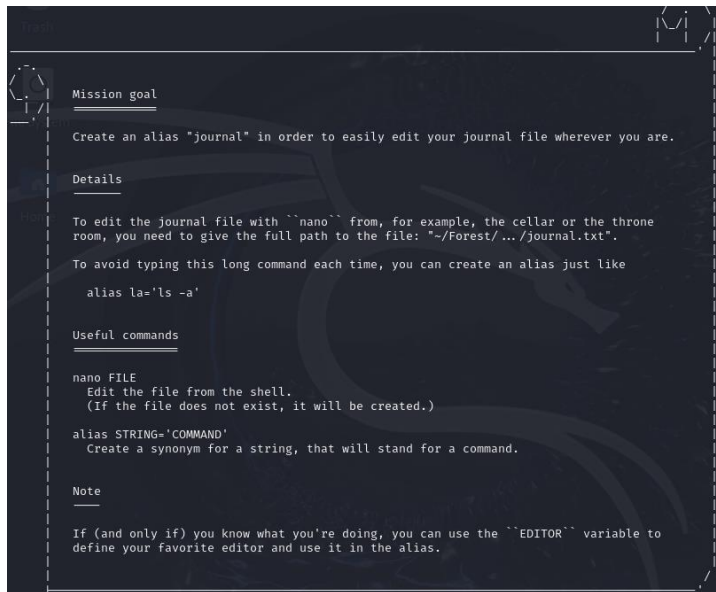 Trash
Mission goal
Create an alias "journal" in order to easily edit your journal file wherever you are.
Details
Home
To edit the journal file with ``nano`` from, for example, the cellar or the throne
room, you need to give the full path to the file: "~/Forest/.../journal.txt".
To avoid typing this long command each time, you can create an alias just like
alias la='ls -a'
Useful commands
nano FILE
Edit the file from the shell.
(If the file does not exist, it will be created.)
alias STRING='COMMAND'
Create a synonym for a string, that will stand for a command.
Note
If (and only if) you know what you're doing, you can use the ``EDITOR`` variable to
define your favorite editor and use it in the alias.